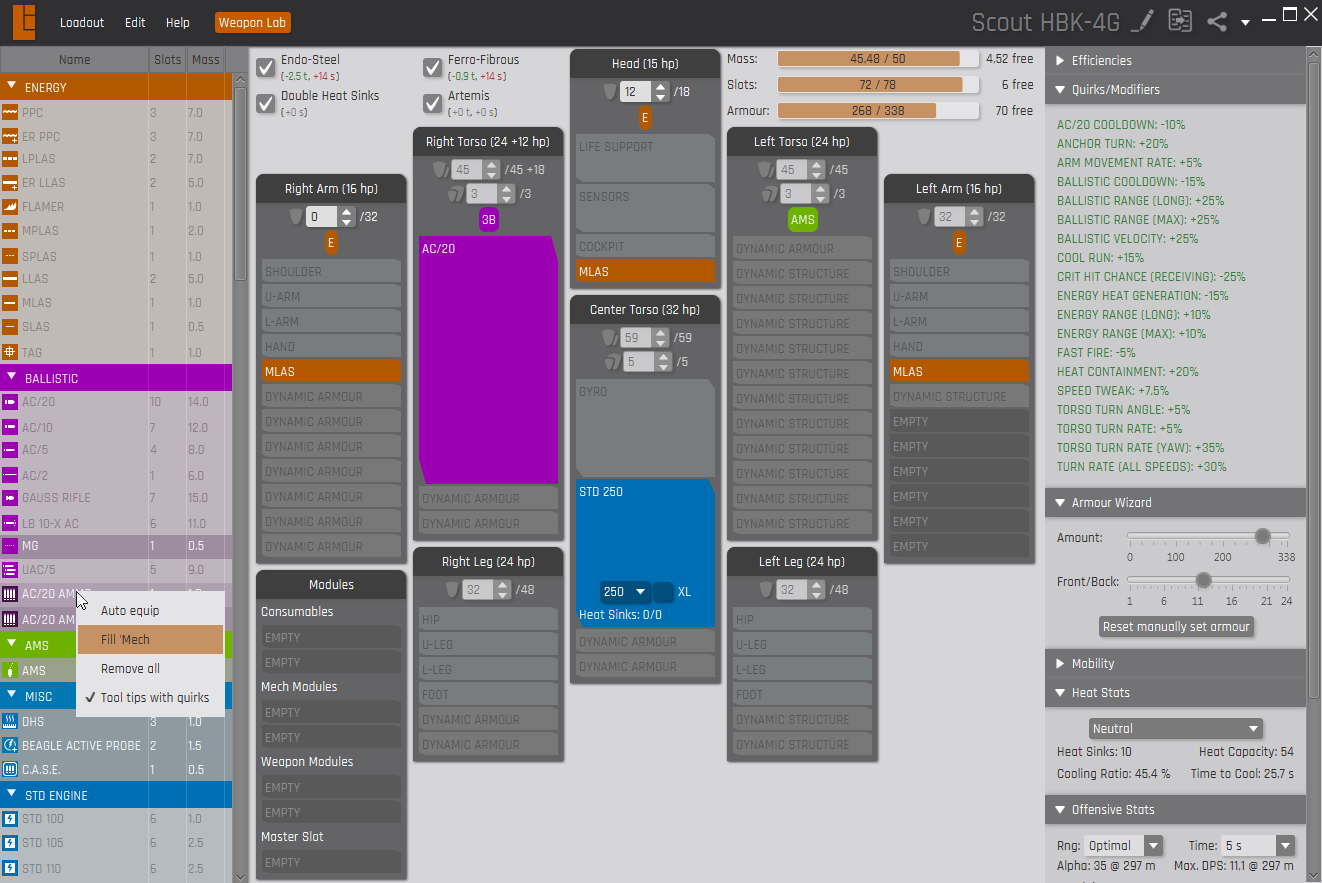 Loadout Edit Help Weapon Lab
Scout HBK-4G
Name Slots Mass
ENERGY
PPC 3 7.0
ER PPC 3 7.0
LPLAS 2 7.0
ER LLAS 2 5.0
FLAMER 1 1.0
MPLAS 1 2.0
SPLAS 1 1.0
LLAS 2 5.0
MLAS 1 1.0
SLAS 1 0.5
TAG 1 1.0
BALLISTIC
AC/20 10 14.0
AC/10 7 12.0
AC/5 4 8.0
AC/2 1 6.0
GAUSS RIFLE 7 15.0
LB 10-X AC 6 11.0
MG 1 0.5
UAC/5 5 9.0
AC/20 AM
AC/20 AM
AMS
AMS
MISC
DHS 3 1.0
BEAGLE ACTIVE PROBE 2 1.5
C.A.S.E. 1 0.5
STD ENGINE
STD 100 6 1.0
STD 105 6 2.5
STD 110 6 2.5
Auto equip
Fill 'Mech
Remove all
✓ Tool tips with quirks
Endo-Steel
(-2.5 t, +14 s)
Double Heat Sinks
(+0 s)
Ferro-Fibrous
(-0.9 t, +14 s)
Artemis
(+0 t, +0 s)
Right Arm (16 hp)
0 /32
E
SHOULDER
U-ARM
L-ARM
HAND
MLAS
DYNAMIC ARMOUR
DYNAMIC ARMOUR
DYNAMIC ARMOUR
DYNAMIC ARMOUR
DYNAMIC ARMOUR
DYNAMIC ARMOUR
DYNAMIC ARMOUR
Modules
Consumables
EMPTY
EMPTY
Mech Modules
EMPTY
EMPTY
Weapon Modules
EMPTY
EMPTY
Master Slot
EMPTY
Right Torso (24 +12 hp)
45 /45 +18
3 /3
3B
AC/20
DYNAMIC ARMOUR
DYNAMIC ARMOUR
Right Leg (24 hp)
32 /48
HIP
U-LEG
L-LEG
FOOT
DYNAMIC ARMOUR
DYNAMIC ARMOUR
Head (15 hp)
12 /18
E
LIFE SUPPORT
SENSORS
COCKPIT
MLAS
Center Torso (32 hp)
59 /59
5 /5
GYRO
STD 250
250 XL
Heat Sinks: 0/0
DYNAMIC ARMOUR
DYNAMIC ARMOUR
Mass: 45,48 / 50 4.52 free
Slots: 72 / 78 6 free
Armour: 268 / 338 70 free
Left Torso (24 hp)
45 /45
3 /3
AMS
DYNAMIC ARMOUR
DYNAMIC STRUCTURE
DYNAMIC STRUCTURE
DYNAMIC STRUCTURE
DYNAMIC STRUCTURE
DYNAMIC STRUCTURE
DYNAMIC STRUCTURE
DYNAMIC STRUCTURE
DYNAMIC STRUCTURE
DYNAMIC STRUCTURE
DYNAMIC STRUCTURE
DYNAMIC STRUCTURE
Left Leg (24 hp)
32 /48
HIP
U-LEG
L-LEG
FOOT
DYNAMIC STRUCTURE
DYNAMIC STRUCTURE
Left Arm (16 hp)
32 /32
E
SHOULDER
U-ARM
L-ARM
HAND
MLAS
DYNAMIC STRUCTURE
EMPTY
EMPTY
EMPTY
EMPTY
EMPTY
EMPTY
Efficiencies
Quirks/Modifiers
AC/20 COOLDOWN: -10%
ANCHOR TURN: +20%
ARM MOVEMENT RATE: +5%
BALLISTIC COOLDOWN: -15%
BALLISTIC RANGE (LONG): +25%
BALLISTIC RANGE (MAX): +25%
BALLISTIC VELOCITY: +25%
COOL RUN: +15%
CRIT HIT CHANCE (RECEIVING): -25%
ENERGY HEAT GENERATION: -15%
ENERGY RANGE (LONG): +10%
ENERGY RANGE (MAX): +10%
FAST FIRE: -5%
HEAT CONTAINMENT: +20%
SPEED TWEAK: +7,5%
TORSO TURN ANGLE: +5%
TORSO TURN RATE: +5%
TORSO TURN RATE (YAW): +35%
TURN RATE (ALL SPEEDS): +30%
Armour Wizard
Amount:
0 100 200 338
Front/Back:
1 6 11 16 21 24
Reset manually set armour
Mobility
Heat Stats
Neutral
Heat Sinks: 10 Heat Capacity: 54
Cooling Ratio: 45,4 % Time to Cool: 25.7 s
Offensive Stats
Rng: Optimal Time: 5 s
Alpha: 35 @ 297 m Max. DPS: 11,1 @ 297 m